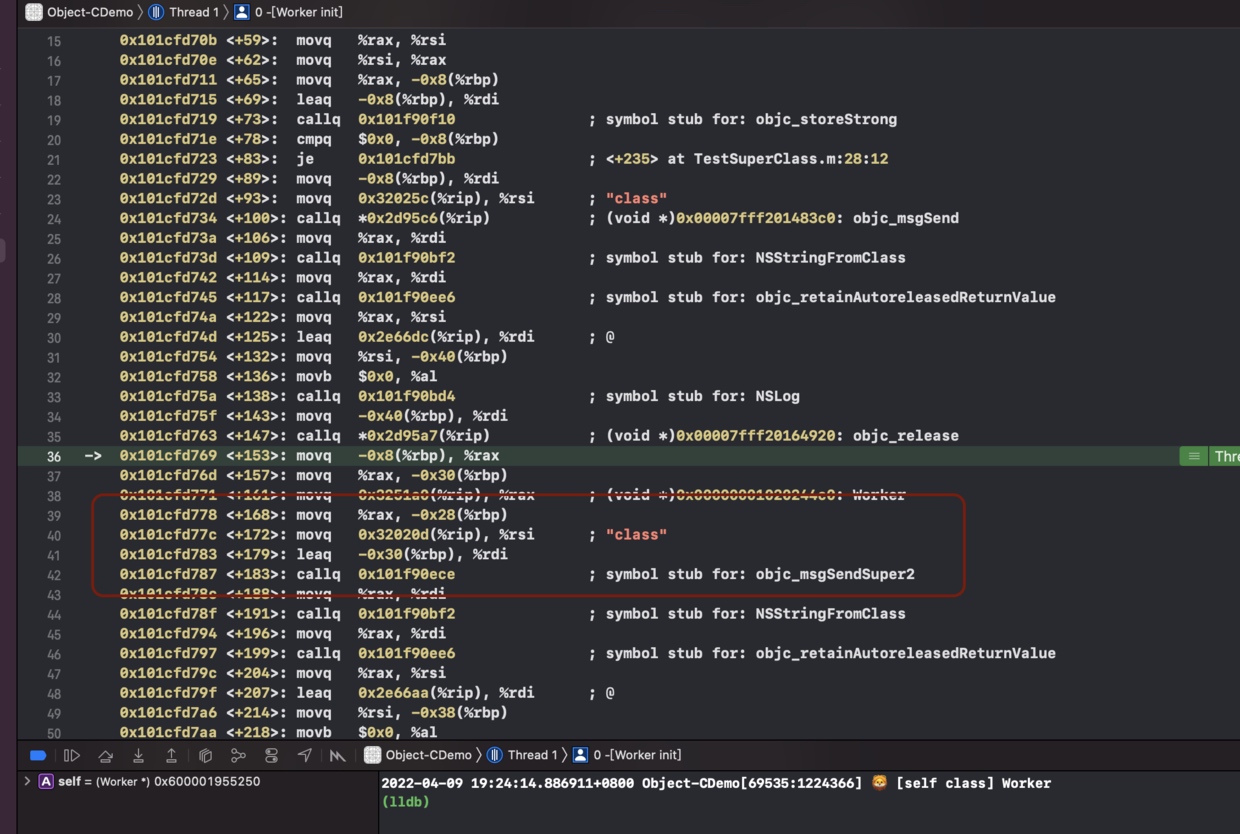 Object-CDemo 〉 Thread 1 〉 0 -[Worker init]
15 0x101cfd70b <+59>: movq %rax, %rsi
16 0x101cfd70e <+62>: movq %rsi, %rax
17 0x101cfd711 <+65>: movq %rax, -0x8(%rbp)
18 0x101cfd715 <+69>: leaq -0x8(%rbp), %rdi
19 0x101cfd719 <+73>: callq 0x101f90f10 ; symbol stub for: objc_storeStrong
20 0x101cfd71e <+78>: cmpq $0x0, -0x8(%rbp)
21 0x101cfd723 <+83>: je 0x101cfd7bb ; <+235> at TestSuperClass.m:28:12
22 0x101cfd729 <+89>: movq -0x8(%rbp), %rdi
23 0x101cfd72d <+93>: movq 0x32025c(%rip), %rsi ; "class"
24 0x101cfd734 <+100>: callq *0x2d95c6(%rip) ; (void *)0x00007fff201483c0: objc_msgSend
25 0x101cfd73a <+106>: movq %rax, %rdi
26 0x101cfd73d <+109>: callq 0x101f90bf2 ; symbol stub for: NSStringFromClass
27 0x101cfd742 <+114>: movq %rax, %rdi
28 0x101cfd745 <+117>: callq 0x101f90ee6 ; symbol stub for: objc_retainAutoreleasedReturnValue
29 0x101cfd74a <+122>: movq %rax, %rsi
30 0x101cfd74d <+125>: leaq 0x2e66dc(%rip), %rdi ; @
31 0x101cfd754 <+132>: movq %rsi, -0x40(%rbp)
32 0x101cfd758 <+136>: movb $0x0, %al
33 0x101cfd75a <+138>: callq 0x101f90bd4 ; symbol stub for: NSLog
34 0x101cfd75f <+143>: movq -0x40(%rbp), %rdi
35 0x101cfd763 <+147>: callq *0x2d95a7(%rip) ; (void *)0x00007fff20164920: objc_release
36 -> 0x101cfd769 <+153>: movq -0x8(%rbp), %rax Thre
37 0x101cfd76d <+157>: movq %rax, -0x30(%rbp)
38 0x101cfd771 <+161>: movq %rax ; (void *) : Worker
39 0x101cfd778 <+168>: movq %rax, -0x28(%rbp)
40 0x101cfd77c <+172>: movq 0x32020d(%rip), %rsi ; "class"
41 0x101cfd783 <+179>: leaq -0x30(%rbp), %rdi
42 0x101cfd787 <+183>: callq 0x101f90ece ; symbol stub for: objc_msgSendSuper2
43 0x101cfd78c <+188>: movq %rax, %rdi
44 0x101cfd78f <+191>: callq 0x101f90bf2 ; symbol stub for: NSStringFromClass
45 0x101cfd794 <+196>: movq %rax, %rdi
46 0x101cfd797 <+199>: callq 0x101f90ee6 ; symbol stub for: objc_retainAutoreleasedReturnValue
47 0x101cfd79c <+204>: movq %rax, %rsi
48 0x101cfd79f <+207>: leaq 0x2e66aa(%rip), %rdi ; @
49 0x101cfd7a6 <+214>: movq %rsi, -0x38(%rbp)
50 0x101cfd7aa <+218>: movb $0x0, %al
Object-CDemo 〉 Thread 1 〉 0 -[Worker init]
A self = (Worker *) 0x600001955250
2022-04-09 19:24:14.886911+0800 Object-CDemo[69535:1224366] 🦁 [self class] Worker
(lldb)